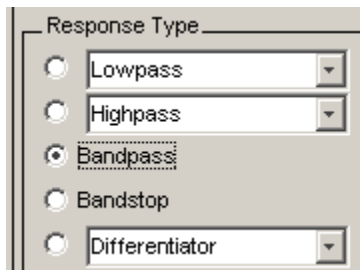 Response Type
Lowpass
Highpass
Bandpass
Bandstop
Differentiator